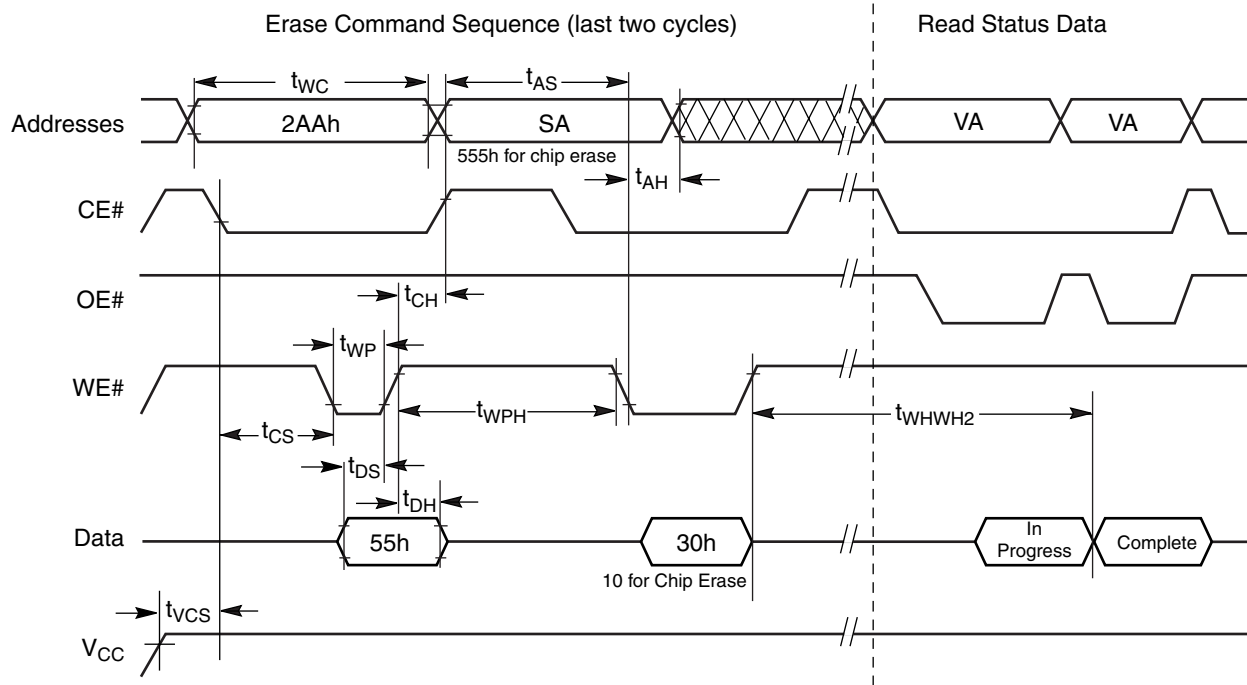 Erase Command Sequence (last two cycles)
Read Status Data
tWC
tAS
Addresses
2AAh
SA
VA
VA
555h for chip erase
tAH
CE#
OE#
tCH
tWP
WE#
tWPH
tWHWH2
tCS
tDS
tDH
Data
55h
30h
In
Progress
Complete
10 for Chip Erase
tVCS
VCC